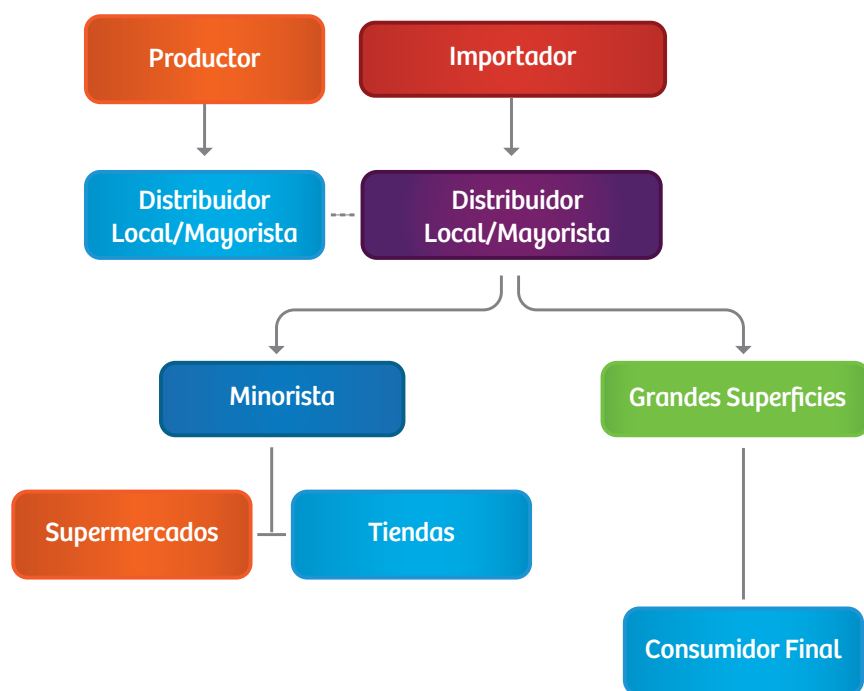 Productor
Importador
Distribuidor
Local/Mayorista
Distribuidor
Local/Mayorista
Minorista
Grandes Superficies
Supermercados
Tiendas
Consumidor Final